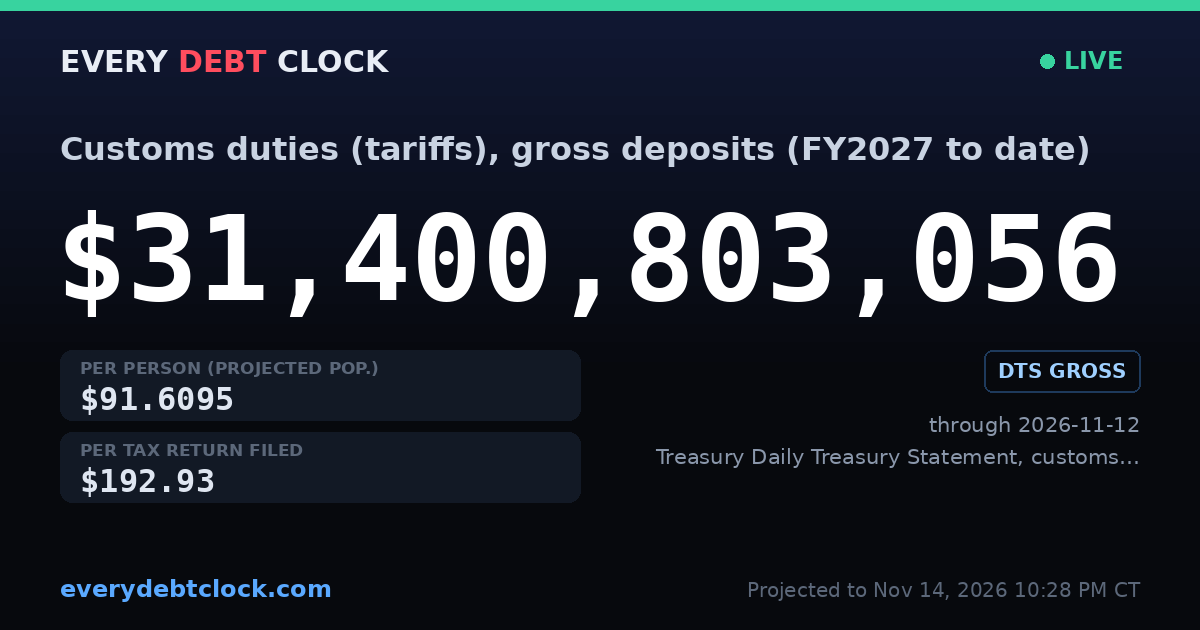 EVERY DEBT CLOCK
LIVE
Customs duties (tariffs), gross deposits (FY2027 to date)
$31,400,803,056
PER PERSON (PROJECTED POP.)
$91.6095
PER TAX RETURN FILED
$192.93
DTS GROSS
through 2026-11-12
Treasury Daily Treasury Statement, customs…
everydebtclock.com
Projected to Nov 14, 2026 10:28 PM CT